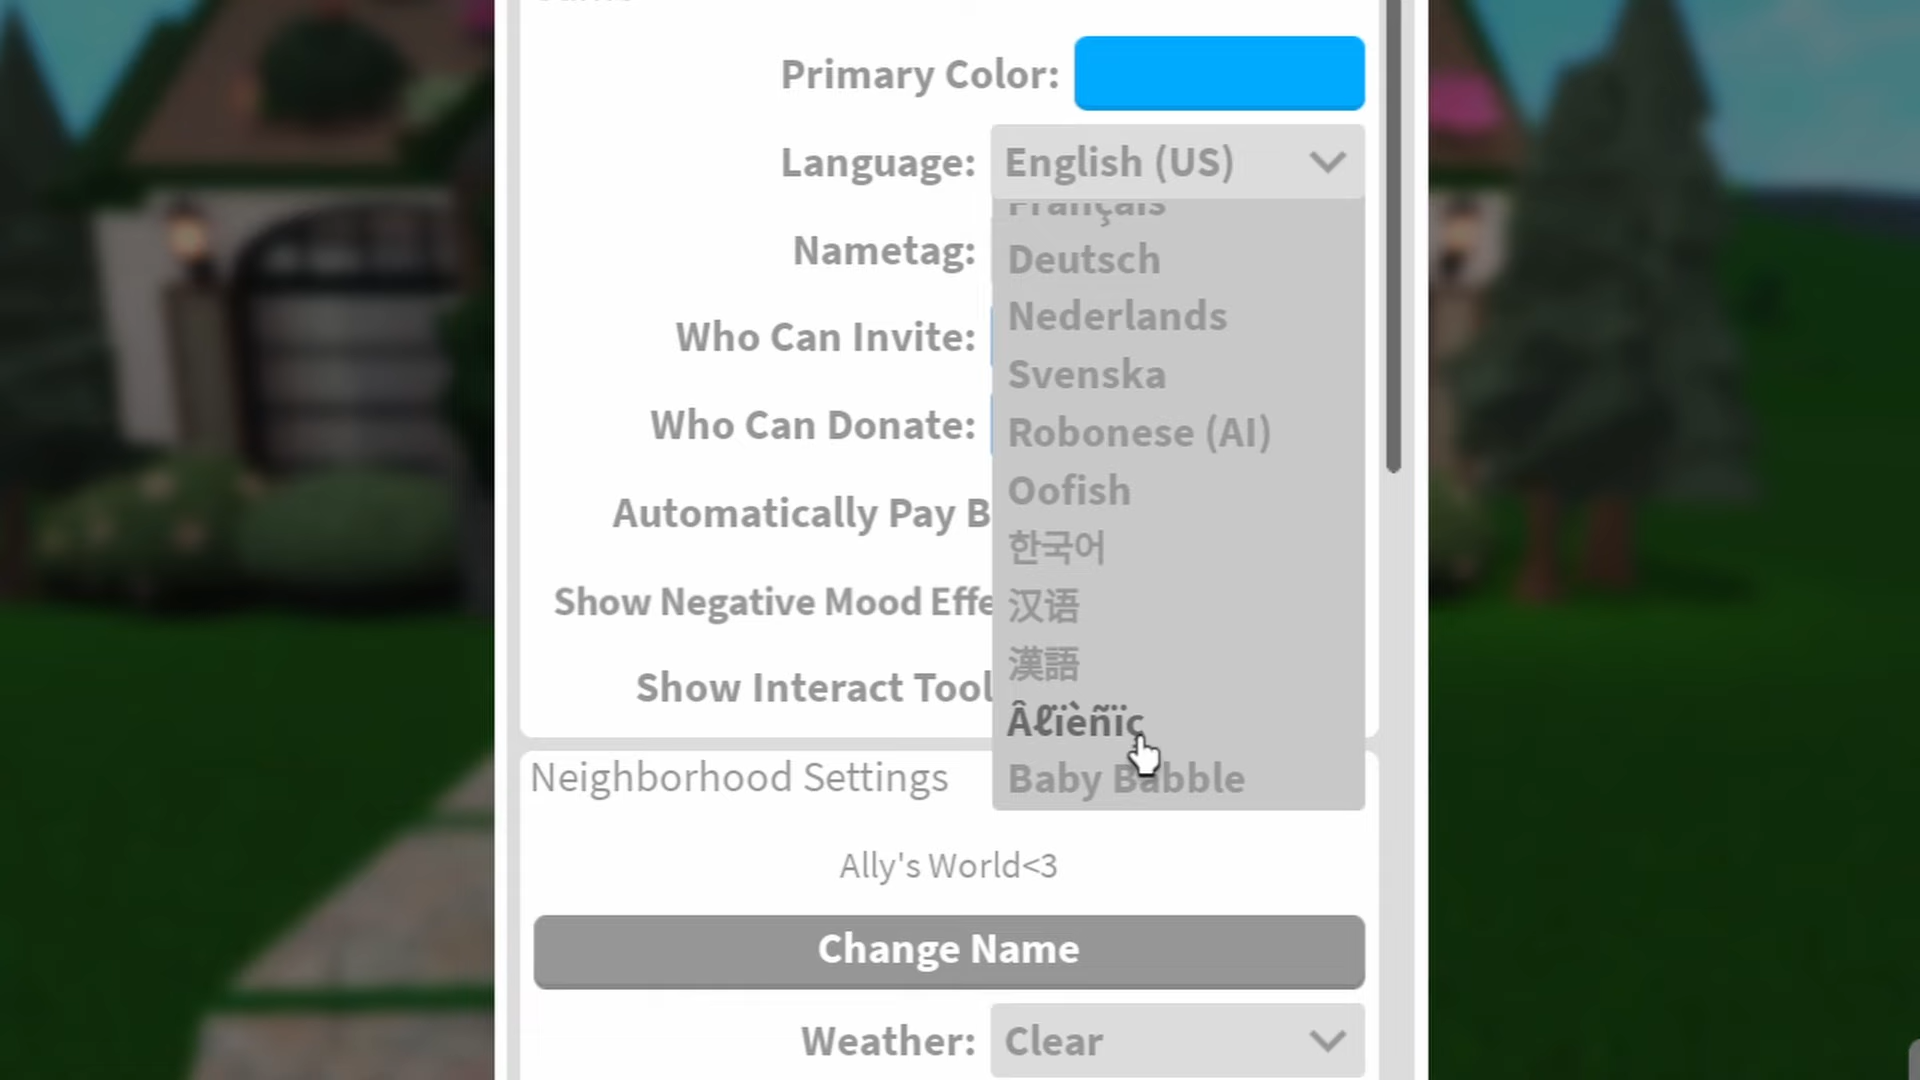 Primary Color:
Language: English (US)
Français
Nametag:
Deutsch
Nederlands
Who Can Invite:
Svenska
Who Can Donate:
Robonese (AI)
Oofish
Automatically Pay B
한국어
Show Negative Mood Effe
汉语
漢語
Show Interact Tool
Âℓïèñïç
Neighborhood Settings
Baby Babble
Ally's World<3
Change Name
Weather: Clear